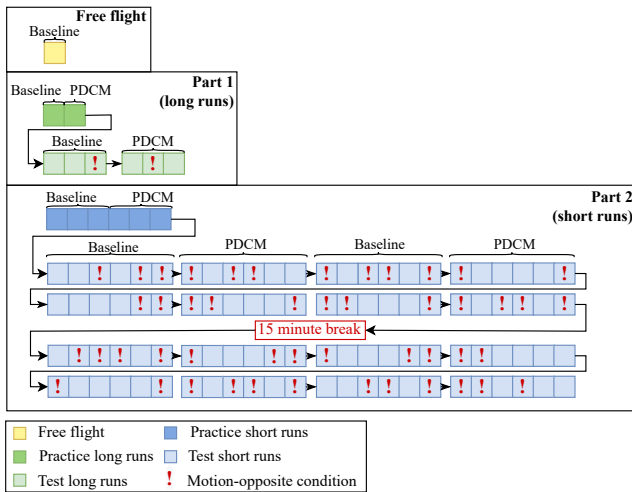 Free flight
Baseline
Part 1
(long runs)
Baseline PDCM
Baseline PDCM
!
!
Part 2
(short runs)
Baseline PDCM
Baseline PDCM Baseline PDCM
! ! ! ! ! ! ! ! ! ! ! !
! ! ! ! ! ! ! ! ! ! ! !
15 minute break
! ! ! ! ! ! ! ! ! ! ! !
! ! ! ! ! ! ! ! ! ! ! !
Free flight Practice short runs
Practice long runs Test short runs
Test long runs ! Motion-opposite condition